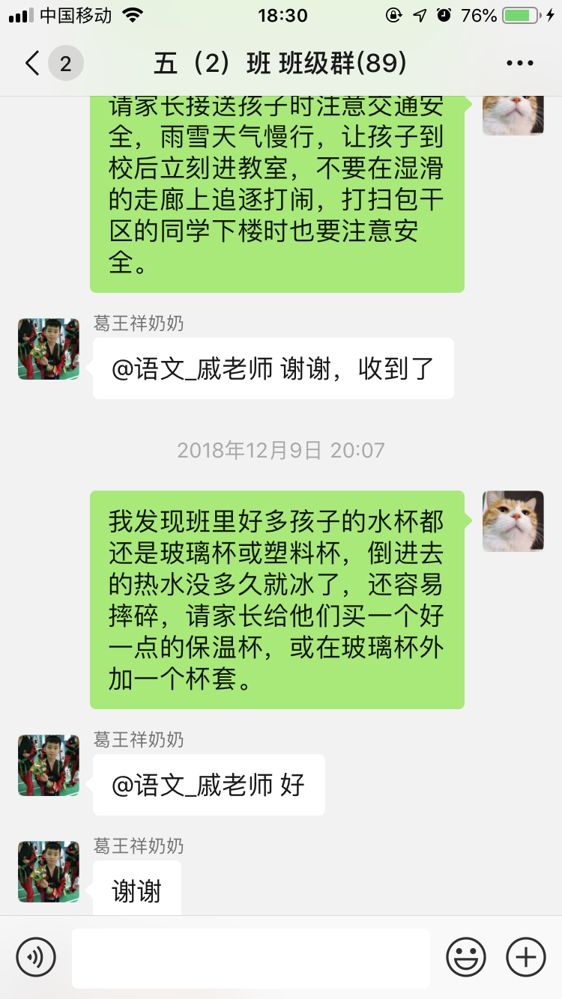 中国移动 18:30 76%
2 五（2）班 班级群(89)
请家长接送孩子时注意交通安
全，雨雪天气慢行，让孩子到
校后立刻进教室，不要在湿滑
的走廊上追逐打闹，打扫包干
区的同学下楼时也要注意安
全。
葛王祥奶奶
@语文_戚老师 谢谢，收到了
2018年12月9日 20:07
我发现班里好多孩子的水杯都
还是玻璃杯或塑料杯，倒进去
的热水没多久就冰了，还容易
摔碎，请家长给他们买一个好
一点的保温杯，或在玻璃杯外
加一个杯套。
葛王祥奶奶
@语文_戚老师 好
葛王祥奶奶
谢谢